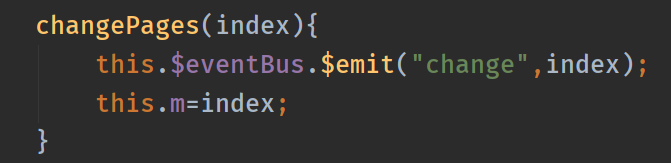 changePages(index){
    this.$eventBus.$emit("change",index);
    this.m=index;
}